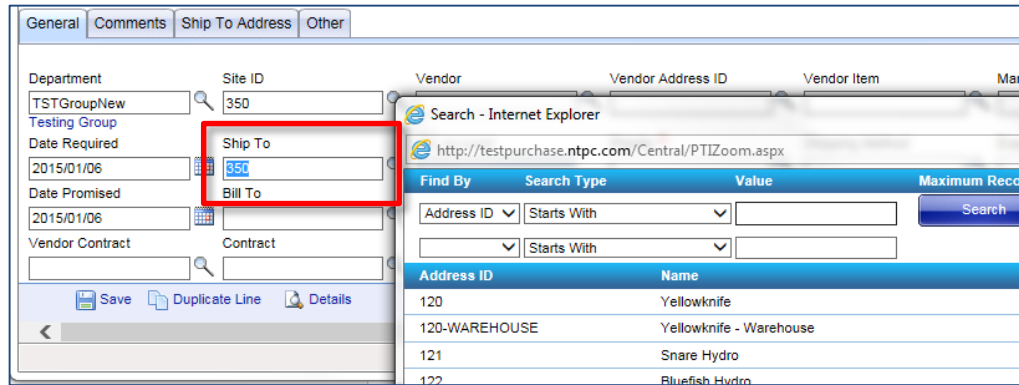 General Comments Ship To Address Other
Department Site ID Vendor Vendor Address ID Vendor Item Mar
TSTGroupNew 350
Testing Group
Date Required Ship To
2015/01/06 350
Date Promised Bill To
2015/01/06
Vendor Contract Contract
Save Duplicate Line Details
Search - Internet Explorer
http://testpurchase.ntpc.com/Central/PTIZoom.aspx
Find By Search Type Value Maximum Reco
Address ID Starts With Search
Starts With
Address ID Name
120 Yellowknife
120-WAREHOUSE Yellowknife - Warehouse
121 Snare Hydro
122 Bluefish Hydro